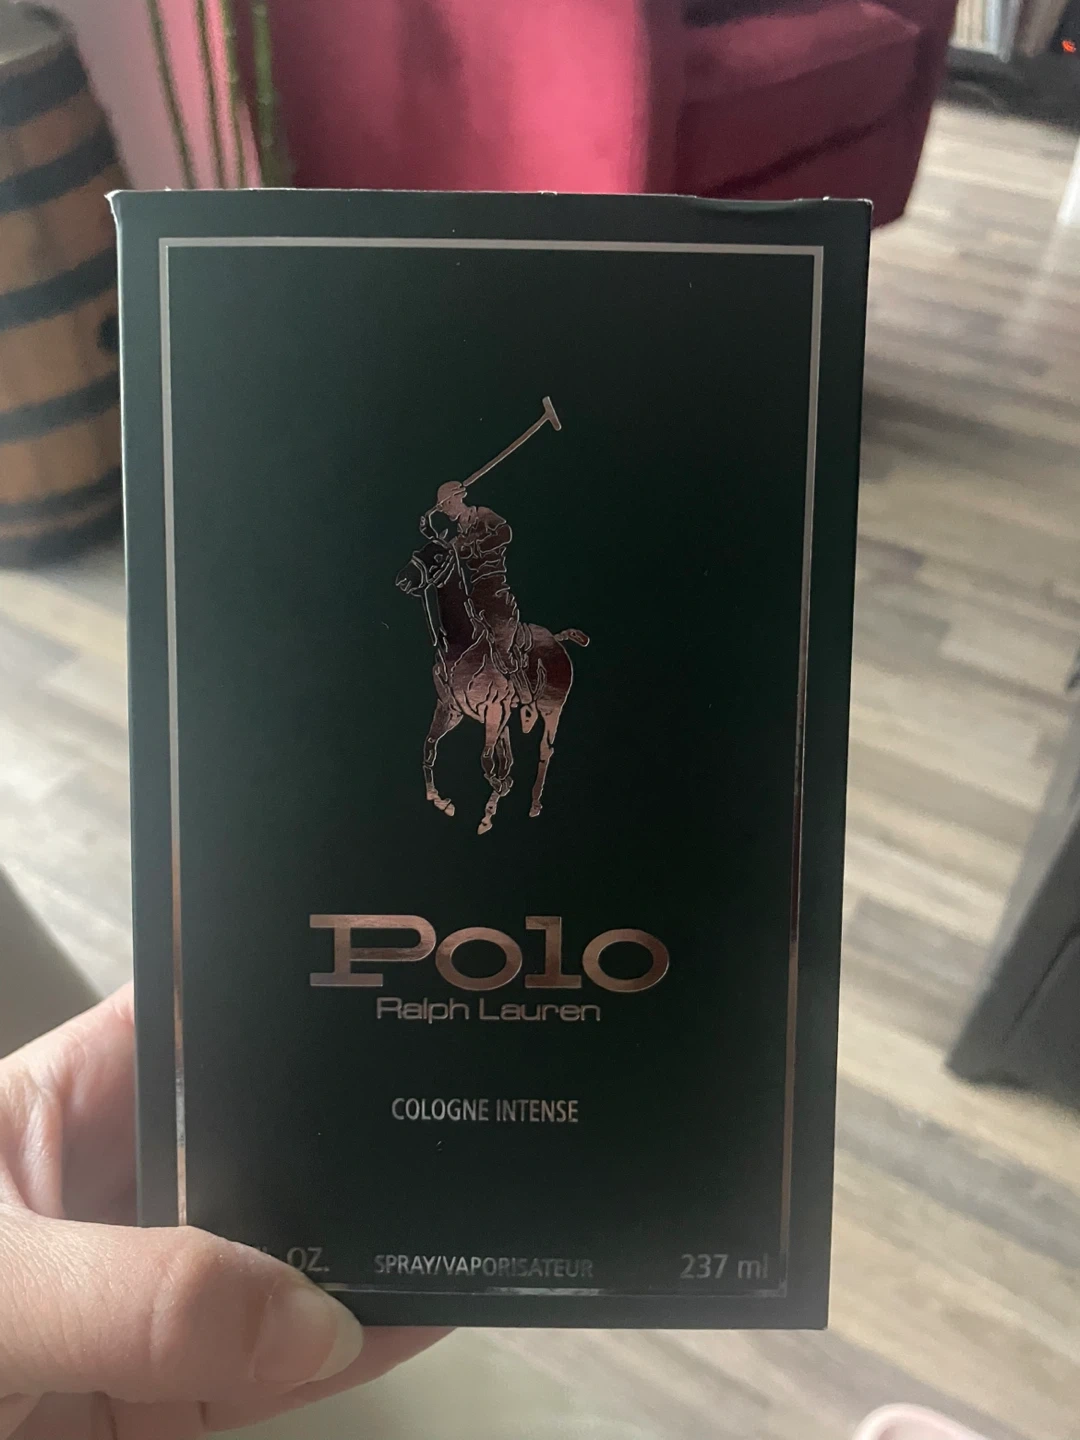 Polo
Ralph Lauren
COLOGNE INTENSE
OZ. SPRAY/VAPORISATEUR 237 ml